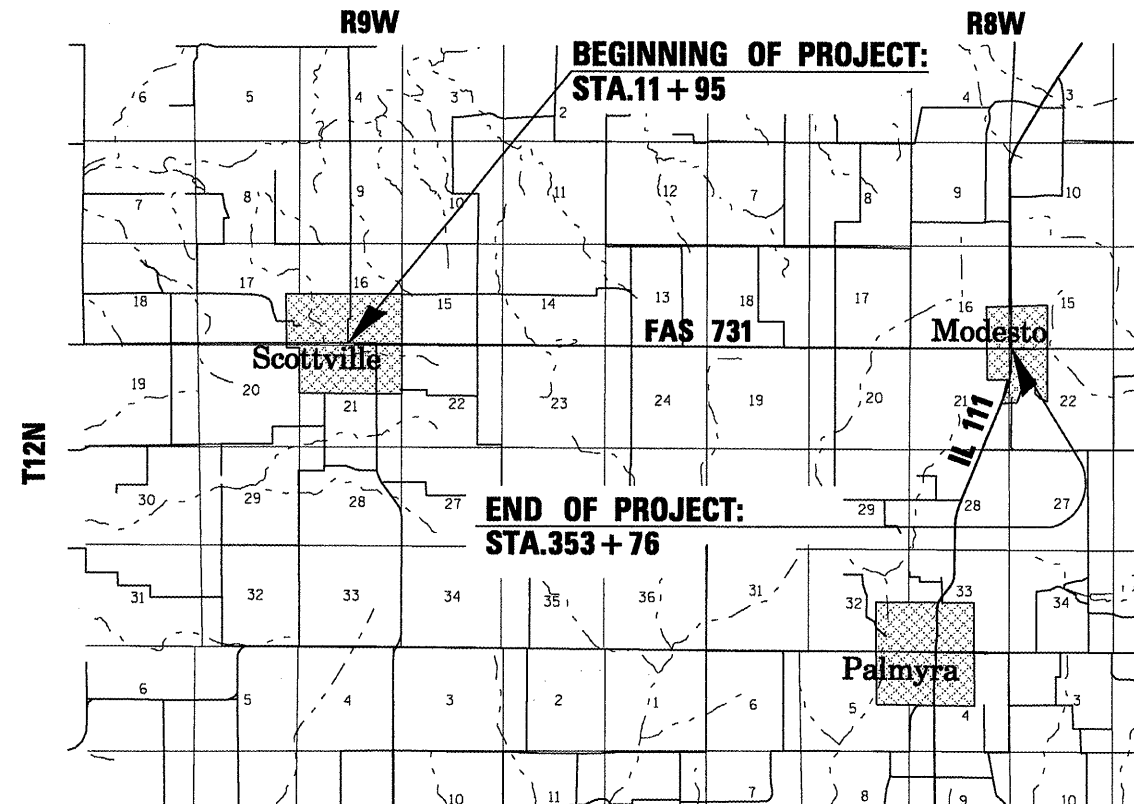 R9W
R8W
BEGINNING OF PROJECT:
STA.11+95
6 5 4 3 2 4 3
7 8 9 10 11 12 7 8 9 10
18 17 16 15 14 13 18 17 16 15
FAS 731
Modesto
Scottville
19 20 21 22 23 24 19 20 21 22
IL 111
T12N
30 29 28 27 29 28 27
END OF PROJECT:
STA.353+76
31 32 33 34 35 36 31 32 33 34
Palmyra
6 5 4 3 2 1 6 5 4 3
10 11 7 8 9 10